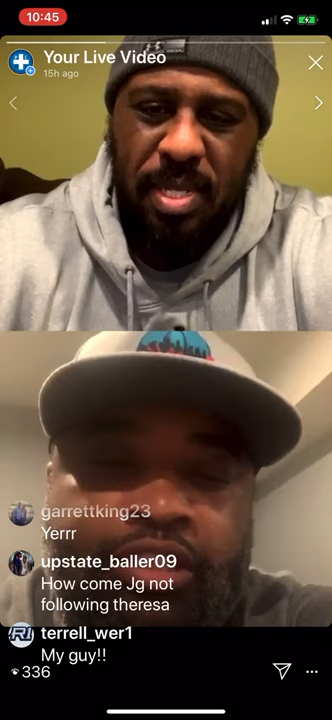 10:45
Your Live Video
15h ago
garrettking23
Yerrr
upstate_baller09
How come Jg not
following theresa
terrell_wer1
My guy!!
336